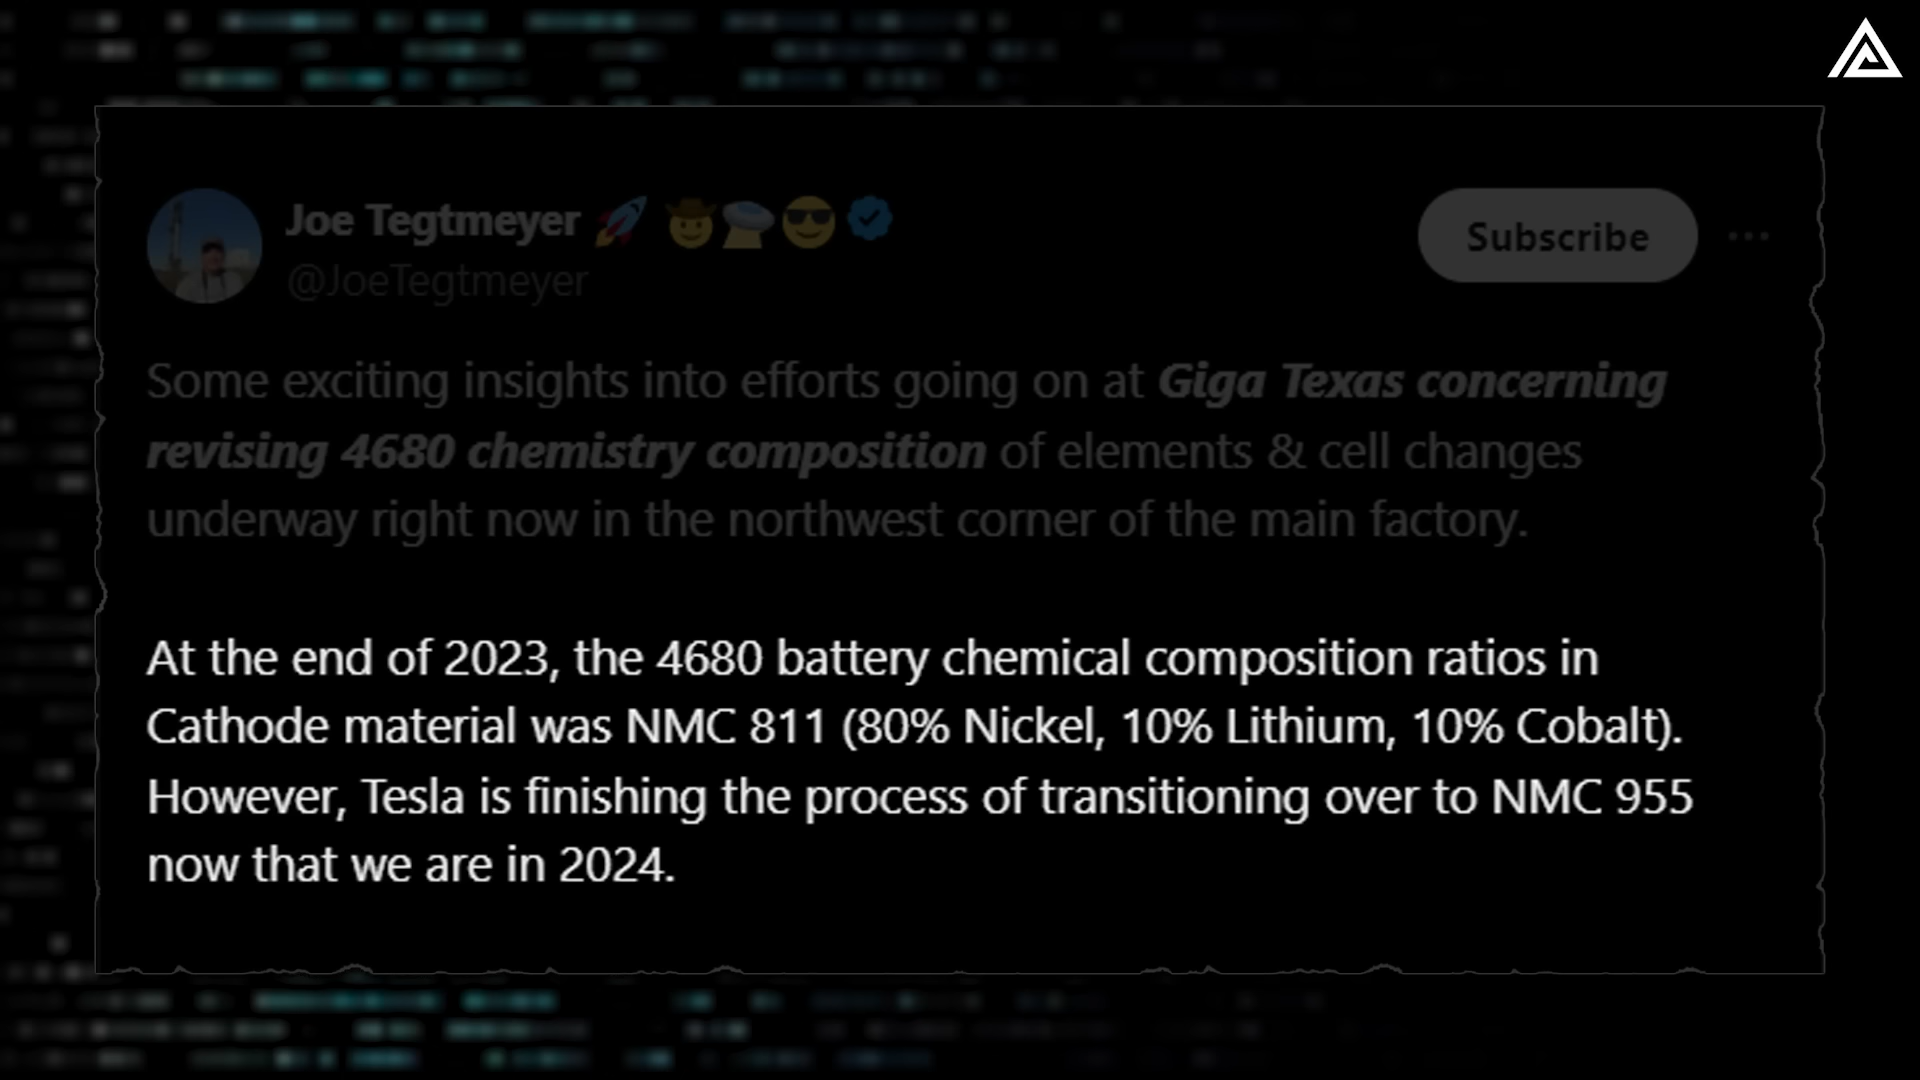 Joe Tegtmeyer 🚀 🤠🛸😎
Subscribe
@JoeTegtmeyer
Some exciting insights into efforts going on at Giga Texas concerning
revising 4680 chemistry composition of elements & cell changes
underway right now in the northwest corner of the main factory.
At the end of 2023, the 4680 battery chemical composition ratios in
Cathode material was NMC 811 (80% Nickel, 10% Lithium, 10% Cobalt).
However, Tesla is finishing the process of transitioning over to NMC 955
now that we are in 2024.